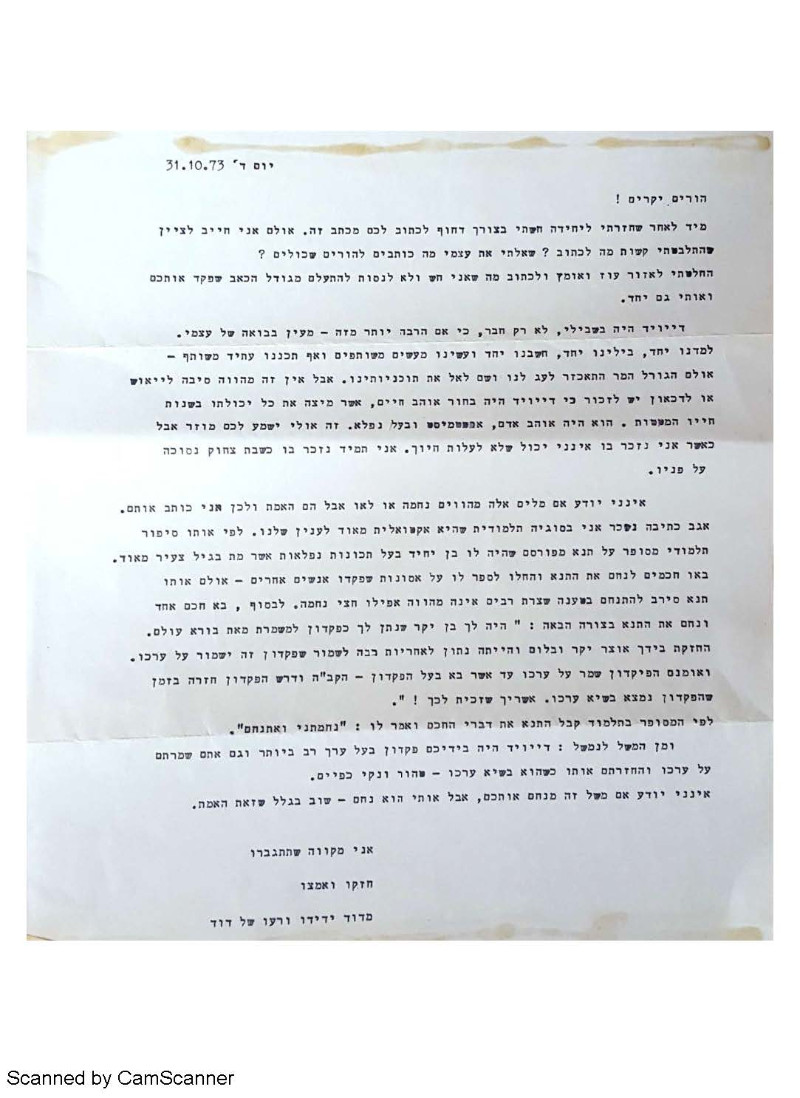 יום ד׳ 31.10.73
הורים יקרים !
מיד לאחר שחזרתי ליחידה חשתי בצורך דחוף לכתוב לכם מכתב זה. אולם אני חייב לציין
שהתלבטתי קשות מה לכתוב ? שאלתי את עצמי מה כותבים להורים שכולים ?
החלטתי לאזור עוז ואומץ ולכתוב מה שאני חש ולא לנסות להתעלם מגודל הכאב שפקד אותכם
ואותי גם יחד.
דייויד היה בשבילי, לא רק חבר, כי אם הרבה יותר מזה - מעין בבואה של עצמי.
למדנו יחד, בילינו יחד, חשבנו יחד ועשינו מעשים משותפים ואף תכננו עתיד משותף -
אולם הגורל המר התאכזר לעג לנו ושם לאל את תוכניותינו. אבל אין זה מהווה סיבה לייאוש
או לדכאון יש לזכור כי דייויד היה בחור אוהב חיים, אשר מיצה את כל יכולתו בשנות
חייו המעטות . הוא היה אוהב אדם, אפטמיסט ובעל נפלא. זה אולי ישמע לכם מוזר אבל
כאשר אני נזכר בו אינני יכול שלא לעלות חיוך. אני תמיד נזכר בו כשבת צחוק נסוכה
על פניו.
אינני יודע אם מלים אלה מהווים נחמה או לאו אבל הם האמת ולכן אני כותב אותם.
אגב כתיבה נזכר אני בסוגיה תלמודית שהיא אקטואלית מאוד לענין שלנו. לפי אותו סיפור
תלמודי מסופר על תנא מפורסם שהיה לו בן יחיד בעל תכונות נפלאות אשר מת בגיל צעיר מאוד.
באו חכמים לנחם את התנא והחלו לספר לו על אסונות שפקדו אנשים אחרים - אולם אותו
תנא סירב להתנחם בטענה שצרת רבים אינה מהווה אפילו חצי נחמה. לבסוף , בא חכם אחד
ונחם את התנא בצורה הבאה : " היה לך בן יקר שנתן לך כפקדון למשמרת מאת בורא עולם.
החזקת בידך אוצר יקר ובלום והייתה נתון לאחריות רבה לשמור שפקדון זה ישמור על ערכו.
ואומנם הפיקדון שמר על ערכו עד אשר בא בעל הפקדון - הקב"ה ודרש הפקדון חזרה בזמן
שהפקדון נמצא בשיא ערכו. אשריך שזכית לכך ! ".
לפי המסופר בתלמוד קבל התנא את דברי החכם ואמר לו : "נחמתני ואתנחם".
ומן המשל לנמשל : דייויד היה בידיכם פקדון בעל ערך רב ביותר וגם אתם שמרתם
על ערכו והחזרתם אותו כשהוא בשיא ערכו - טהור ונקי כפיים.
אינני יודע אם משל זה מנחם אותכם, אבל אותי הוא נחם - שוב בגלל שזאת האמת.
אני מקווה שתתגברו
חזקו ואמצו
מדוד ידידו ורעו של דוד
Scanned by CamScanner